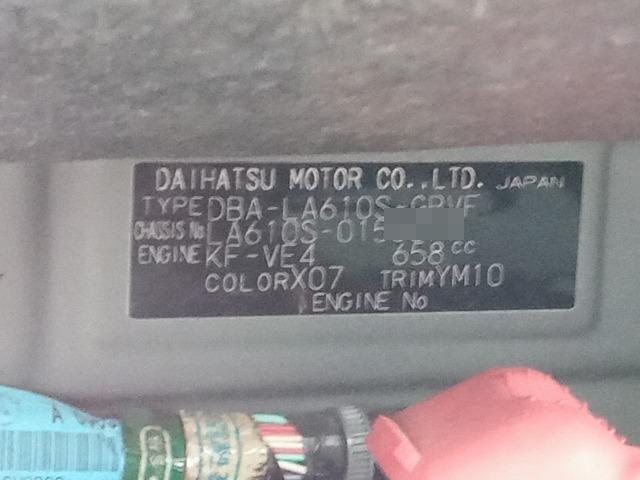 DAIHATSU MOTOR CO.,LTD. JAPAN
TYPE DBA-LA610S-GBVF
CHASSIS No LA610S-015
ENGINE KF-VE4 658cc
COLOR X07 TRIM YM10
ENGINE No